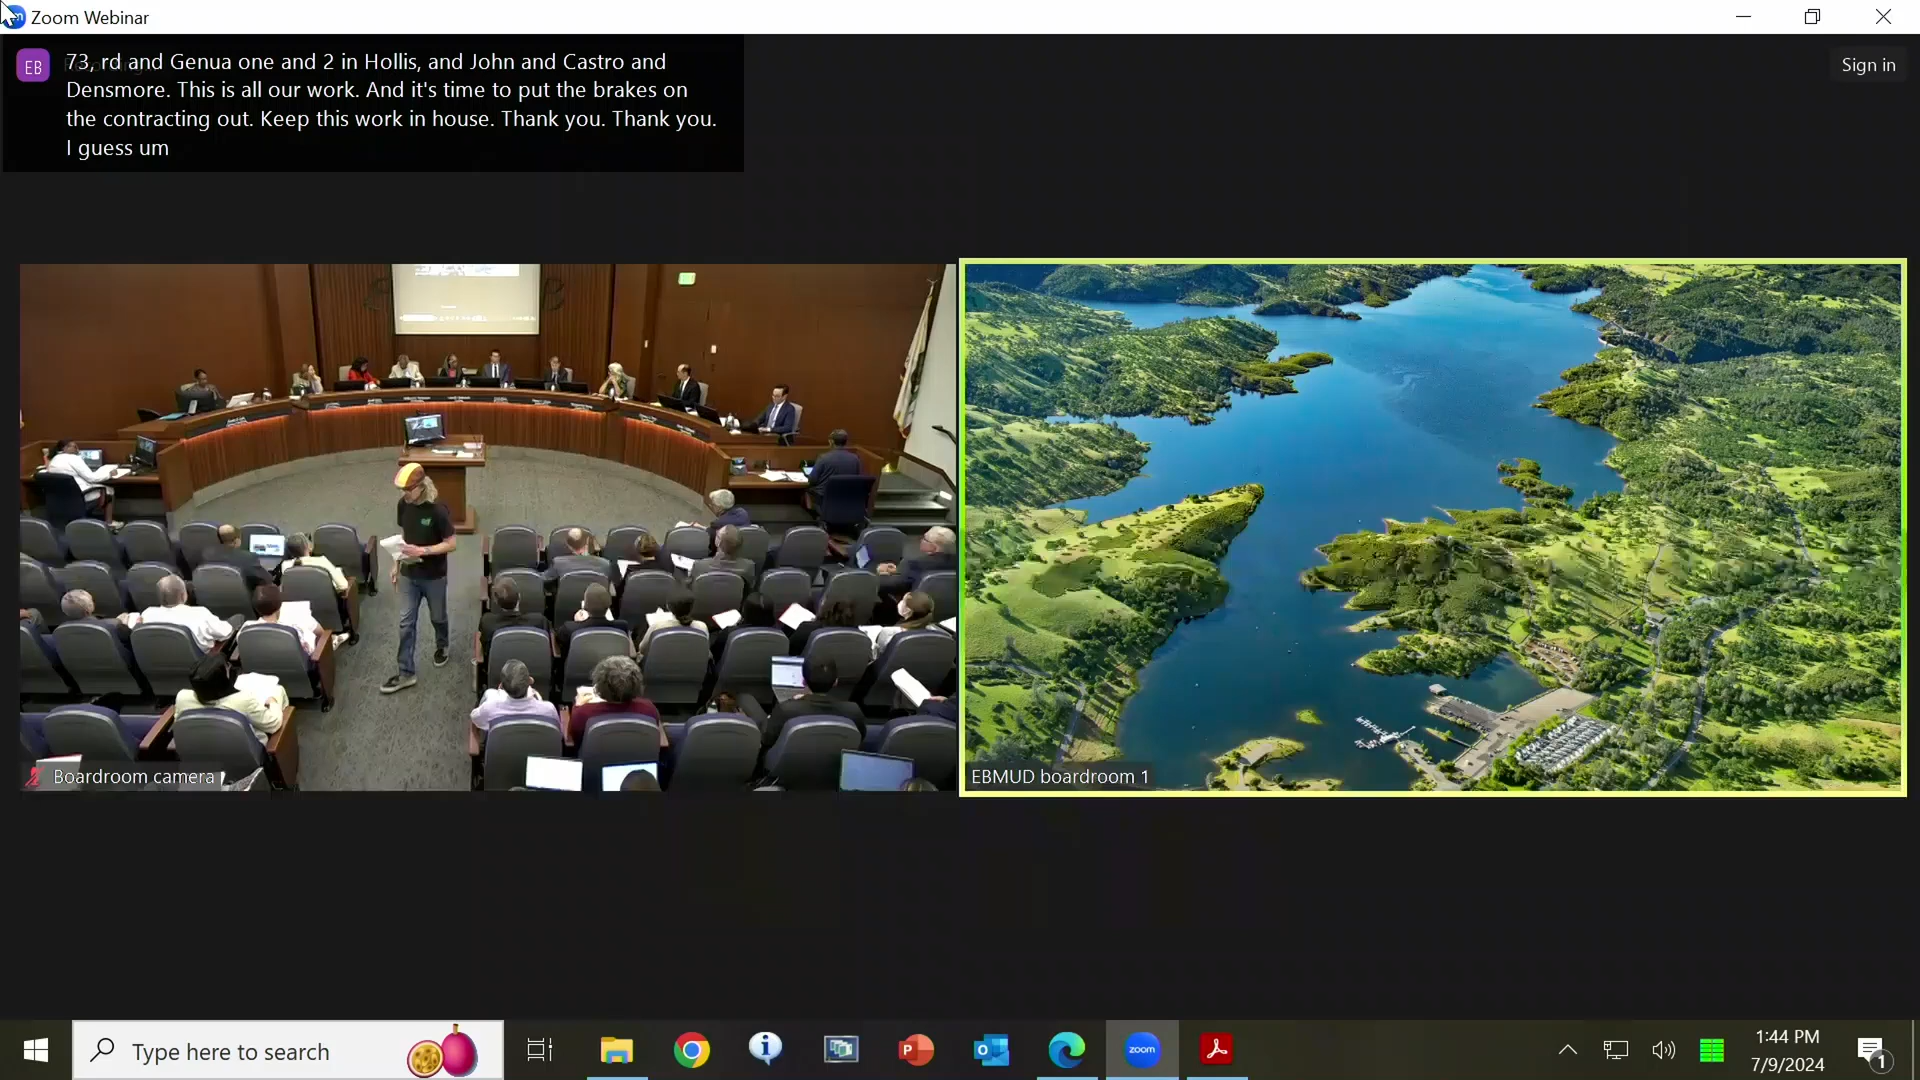 Zoom Webinar
EB
73, rd and Genua one and 2 in Hollis, and John and Castro and
Densmore. This is all our work. And it's time to put the brakes on
the contracting out. Keep this work in house. Thank you. Thank you.
I guess um
Sign in
Boardroom camera
EBMUD boardroom 1
Type here to search
zoom
1:44 PM
7/9/2024
1